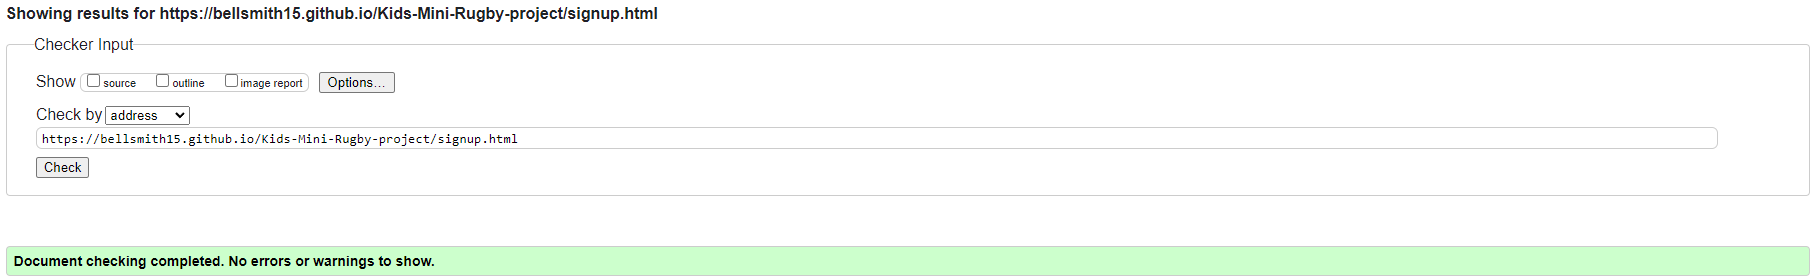 Showing results for https://bellsmith15.github.io/Kids-Mini-Rugby-project/signup.html
Checker Input
Show source outline image report Options...
Check by address
https://bellsmith15.github.io/Kids-Mini-Rugby-project/signup.html
Check
Document checking completed. No errors or warnings to show.